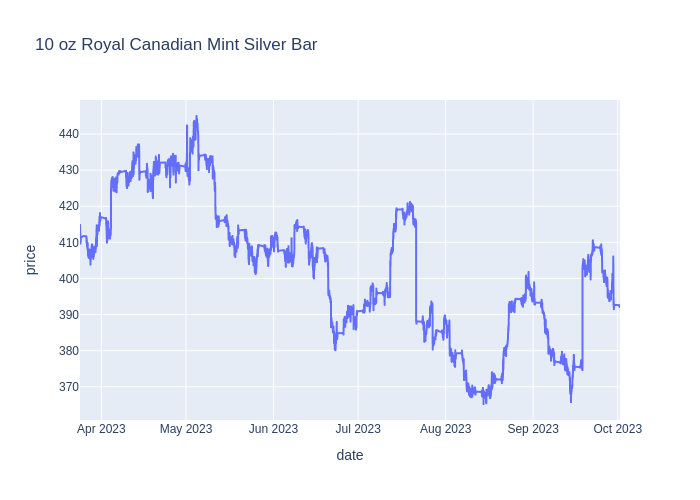 10 oz Royal Canadian Mint Silver Bar
440
430
420
410
400
390
380
370
price
Apr 2023 May 2023 Jun 2023 Jul 2023 Aug 2023 Sep 2023 Oct 2023
date